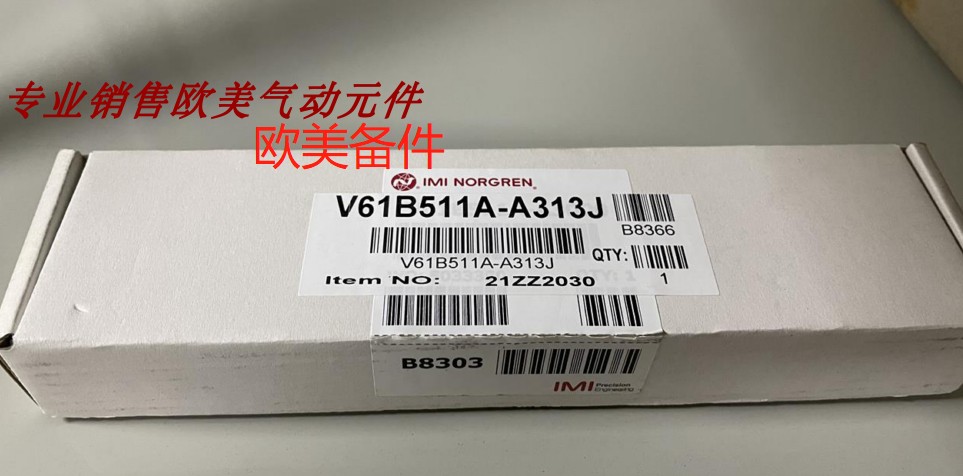 专业销售欧美气动元件
欧美备件
IMI NORGREN
V61B511A-A313J
B8366
V61B511A-A313J
QTY:
1
Item NO: 21ZZ2030
B8303
IMI Precision Engineering